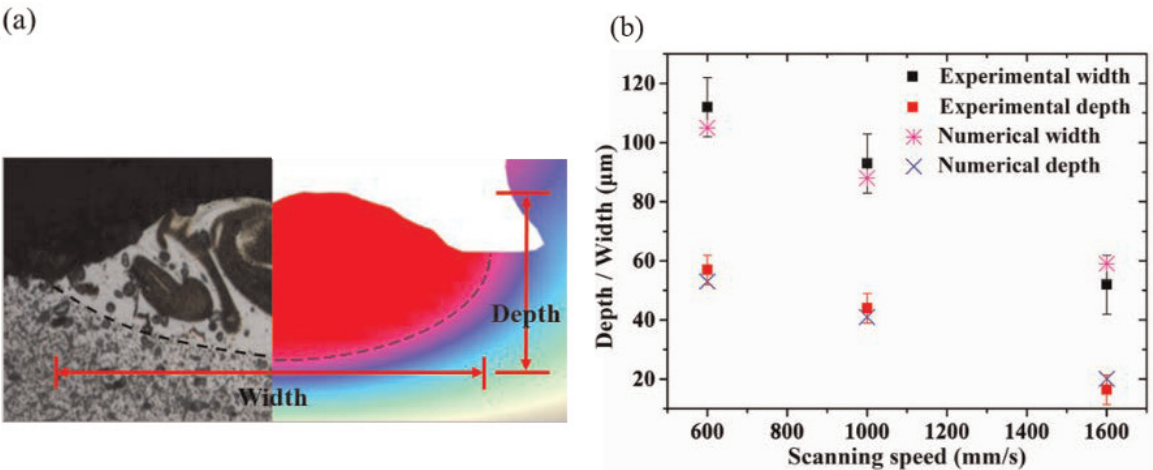 (a)
Depth
Width
(b)
Experimental width
Experimental depth
Numerical width
Numerical depth
120
100
80
60
40
20
Depth / Width (μm)
600 800 1000 1200 1400 1600
Scanning speed (mm/s)